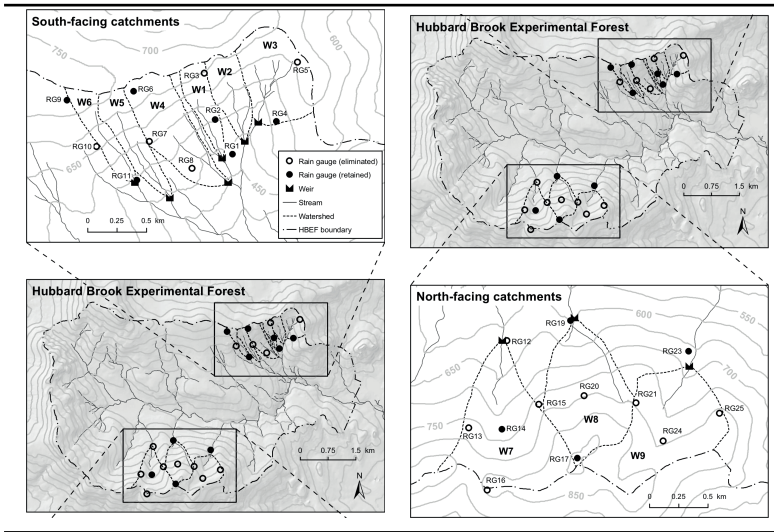 South-facing catchments
750
700
600
W3
RG3
W2
RG5
W1
RG9
W6
W5
RG6
W4
RG2
RG4
RG7
RG1
RG10
650
RG8
RG11
450
Rain gauge (eliminated)
Rain gauge (retained)
Weir
Stream
Watershed
HBEF boundary
0 0.25 0.5 km
Hubbard Brook Experimental Forest
0 0.75 1.5 km
N
Hubbard Brook Experimental Forest
0 0.75 1.5 km
N
North-facing catchments
600
550
RG19
RG12
RG23
650
700
RG20
RG15
RG21
RG25
W8
750
RG13
RG14
RG24
W7
RG17
W9
RG16
850
0 0.25 0.5 km